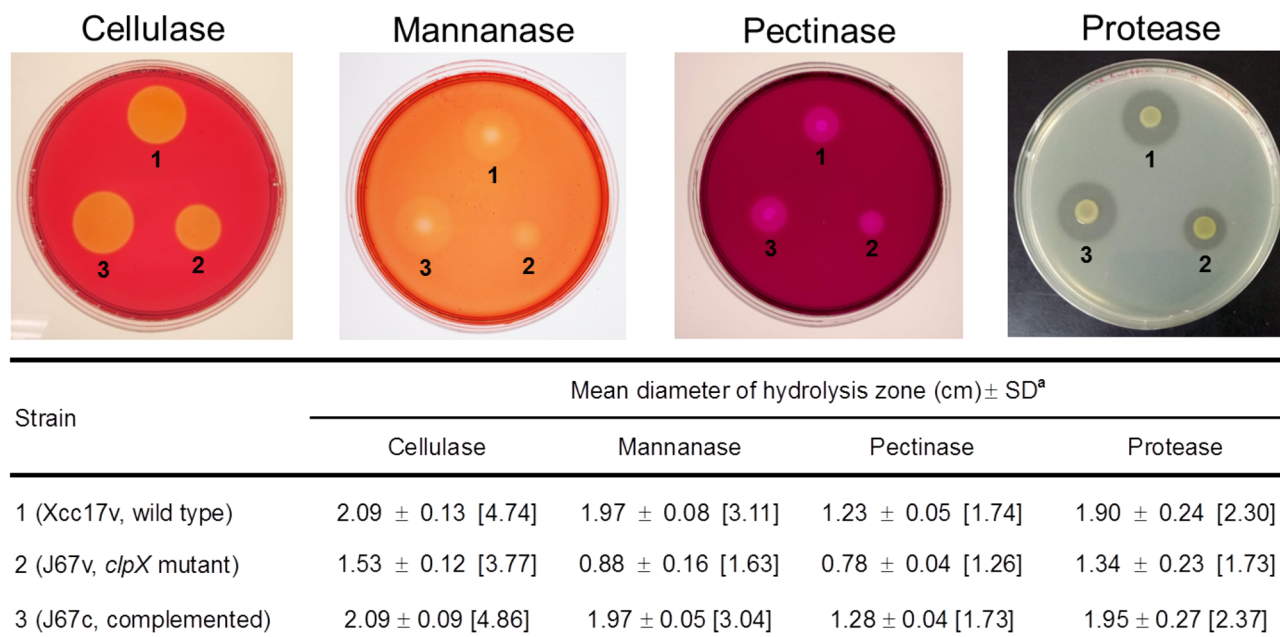 Cellulase Mannanase Pectinase Protease
1 1 1 1
3 2 3 2 3 2 3 2
Mean diameter of hydrolysis zone (cm)± SDᵃ
Strain
Cellulase Mannanase Pectinase Protease
1 (Xcc17v, wild type) 2.09 ± 0.13 [4.74] 1.97 ± 0.08 [3.11] 1.23 ± 0.05 [1.74] 1.90 ± 0.24 [2.30]
2 (J67v, clpX mutant) 1.53 ± 0.12 [3.77] 0.88 ± 0.16 [1.63] 0.78 ± 0.04 [1.26] 1.34 ± 0.23 [1.73]
3 (J67c, complemented) 2.09±0.09 [4.86] 1.97±0.05 [3.04] 1.28±0.04 [1.73] 1.95±0.27 [2.37]